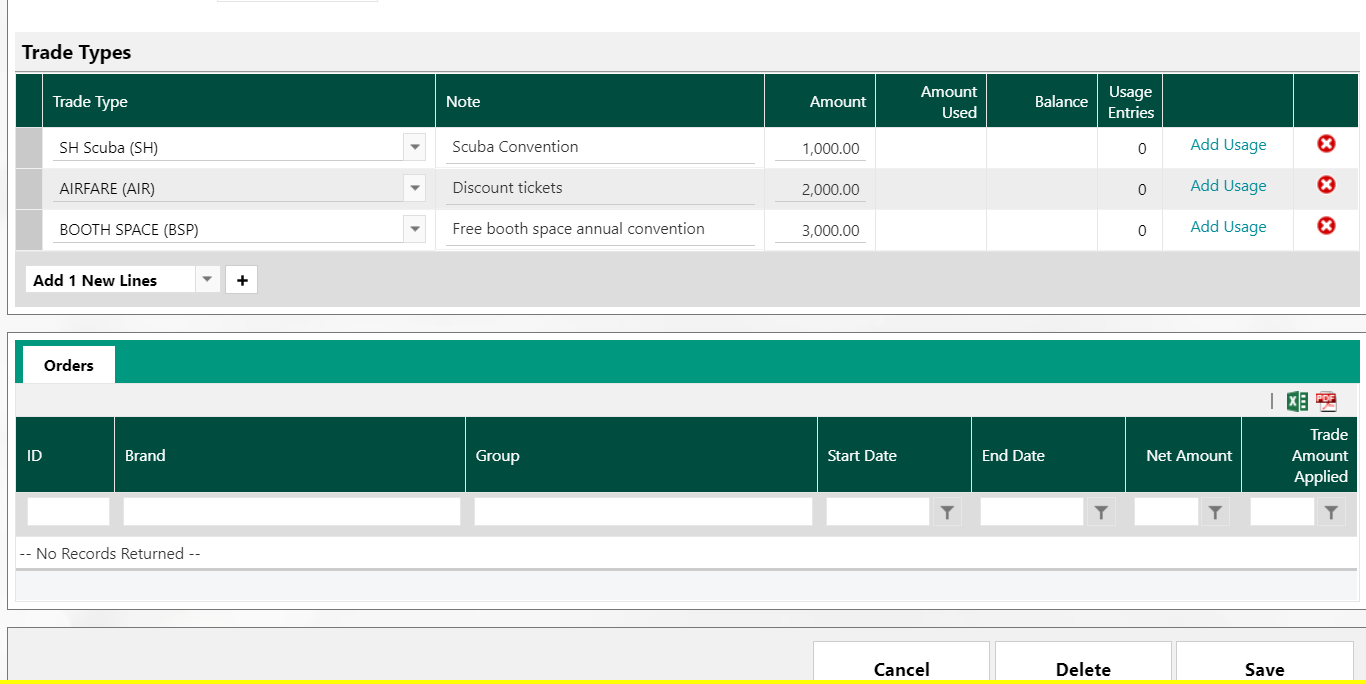 Trade Types
Trade Type Note Amount Amount Used Balance Usage Entries
SH Scuba (SH) Scuba Convention 1,000.00 0 Add Usage
AIRFARE (AIR) Discount tickets 2,000.00 0 Add Usage
BOOTH SPACE (BSP) Free booth space annual convention 3,000.00 0 Add Usage
Add 1 New Lines +
Orders
ID Brand Group Start Date End Date Net Amount Trade Amount Applied
-- No Records Returned --
Cancel Delete Save